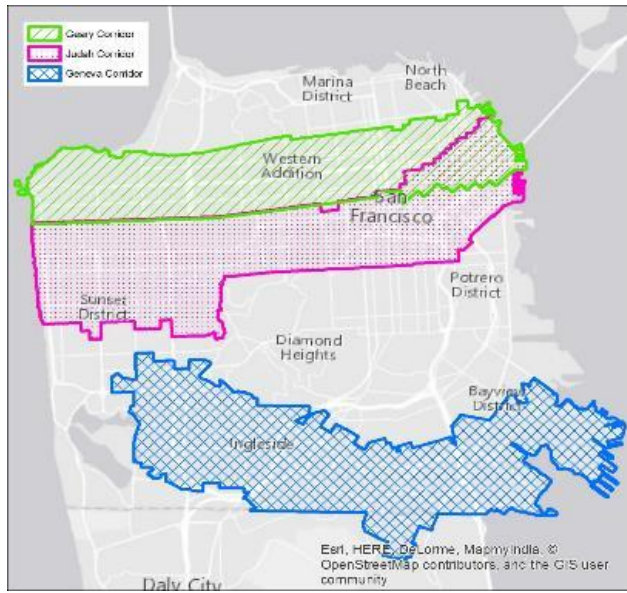 Geary Corridor
Judah Corridor
Geneva Corridor
Marina
District
North
Beach
Western
Addition
San
Francisco
Sunset
District
Potrero
District
Diamond
Heights
Bayview
District
Ingleside
Esri, HERE, DeLorme, MapmyIndia, ©
OpenStreetMap contributors, and the GIS user
community
Daly City